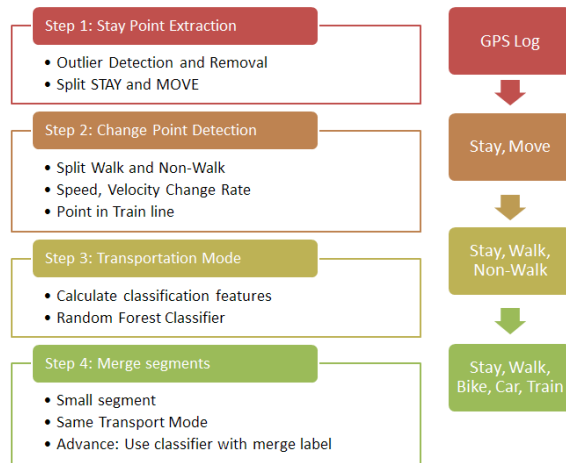 Step 1: Stay Point Extraction
• Outlier Detection and Removal
• Split STAY and MOVE
Step 2: Change Point Detection
• Split Walk and Non-Walk
• Speed, Velocity Change Rate
• Point in Train line
Step 3: Transportation Mode
• Calculate classification features
• Random Forest Classifier
Step 4: Merge segments
• Small segment
• Same Transport Mode
• Advance: Use classifier with merge label
GPS Log
Stay, Move
Stay, Walk,
Non-Walk
Stay, Walk,
Bike, Car, Train